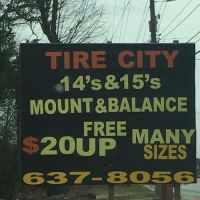 TIRE CITY
14's & 15's
MOUNT & BALANCE
FREE
$20UP MANY
SIZES
637-8056